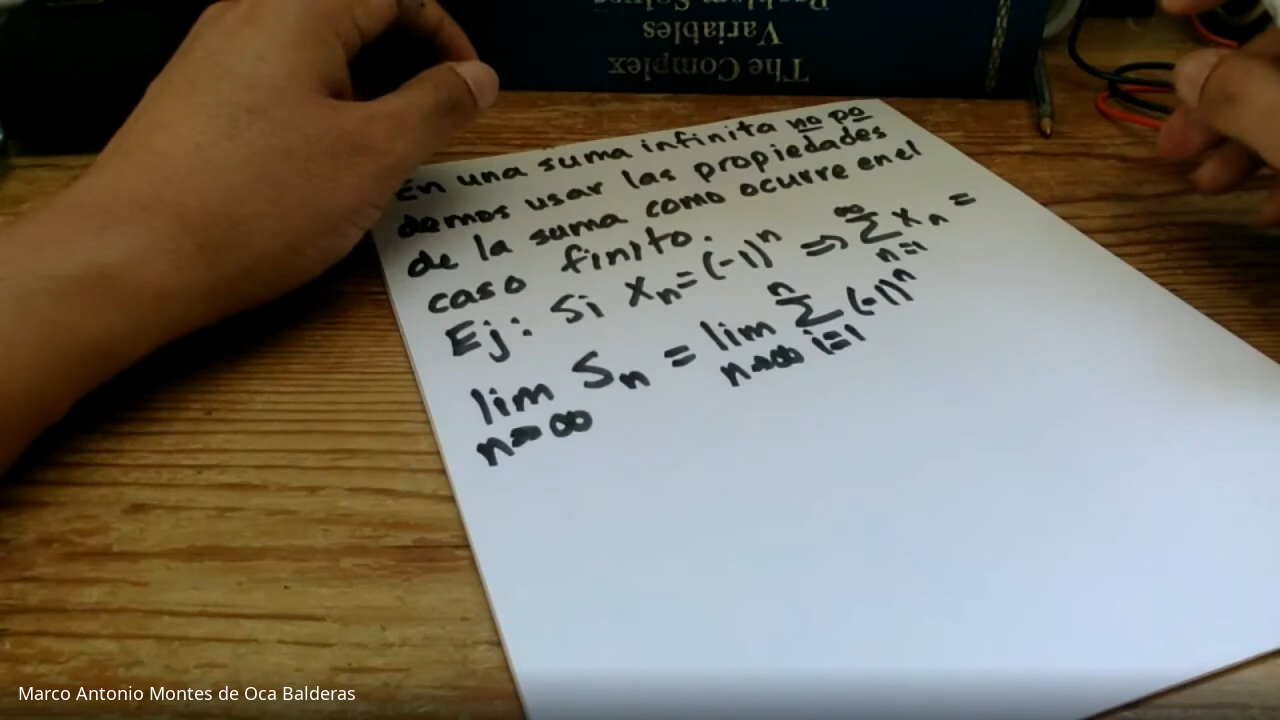 The Complex
Variables
Problem Solver
En una suma infinita no po
demos usar las propiedades
de la suma como ocurre en el
caso finito.
Ej: Si Xn=(-1)^n => ∞∑n=1 Xn =
lim n→∞ Sn = lim n→∞ n∑i=1 (-1)^n
Marco Antonio Montes de Oca Balderas